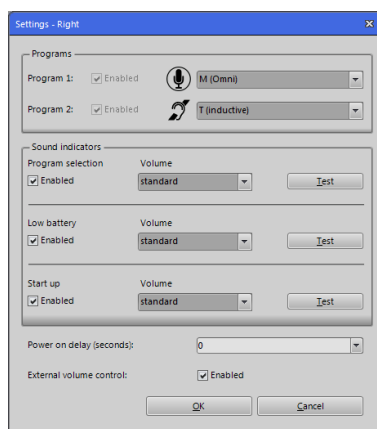 Settings - Right
Programs
Program 1: Enabled M (Omni)
Program 2: Enabled T (inductive)
Sound indicators
Program selection Volume
Enabled standard Test
Low battery Volume
Enabled standard Test
Start up Volume
Enabled standard Test
Power on delay (seconds): 0
External volume control: Enabled
OK Cancel